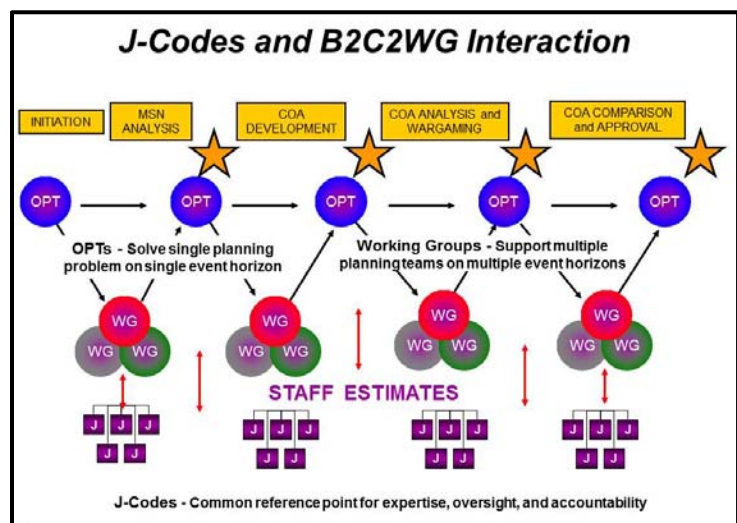 J-Codes and B2C2WG Interaction
INITIATION
MSN
ANALYSIS
COA
DEVELOPMENT
COA ANALYSIS and
WARGAMING
COA COMPARISON
and APPROVAL
OPT
OPT
OPT
OPT
OPT
OPTs - Solve single planning
problem on single event horizon
Working Groups - Support multiple
planning teams on multiple event horizons
WG
WG WG
WG
WG WG
WG
WG WG
WG
WG WG
STAFF ESTIMATES
J J J
J J
J J J
J J
J J J
J J
J J J
J J
J-Codes - Common reference point for expertise, oversight, and accountability